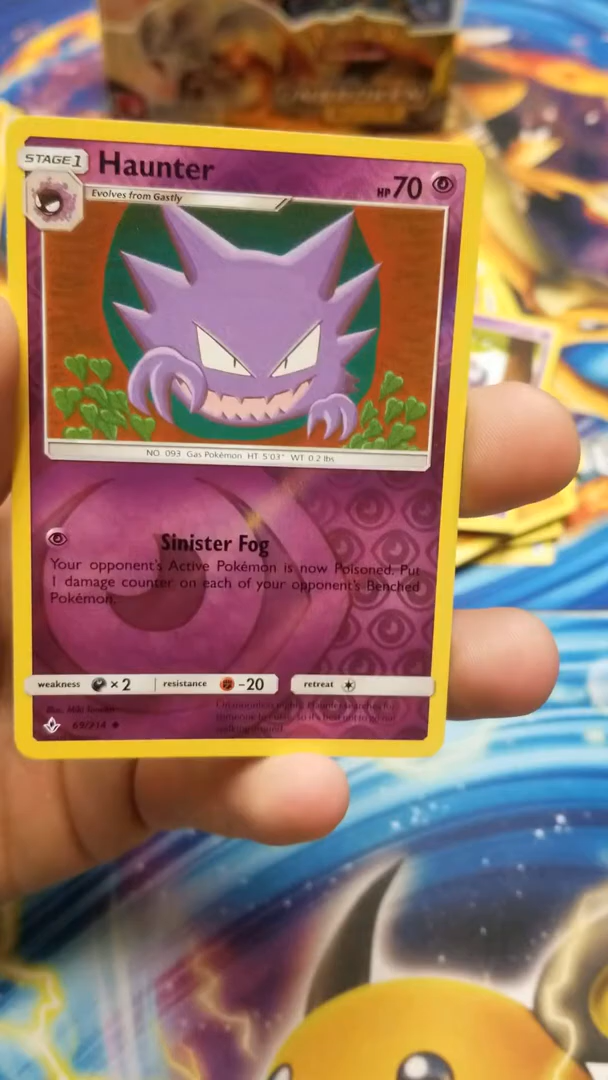 STAGE1
Haunter
HP 70
Evolves from Gastly
NO. 093 Gas Pokémon HT 5'03" WT 0.2 lbs
Sinister Fog
Your opponent's Active Pokémon is now Poisoned. Put
1 damage counter on each of your opponent's Benched
Pokémon.
weakness ×2 resistance -20 retreat
Illus.
69/214